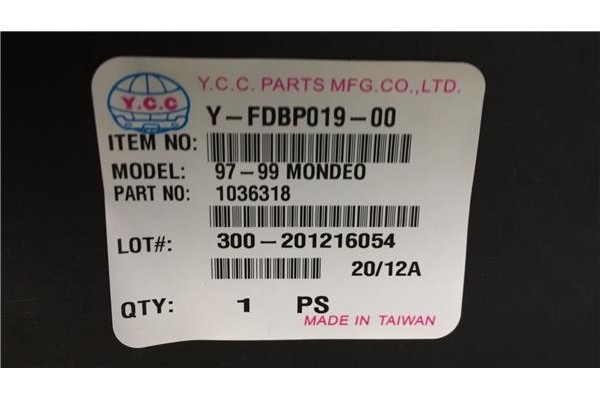 Y.C.C
Y.C.C. PARTS MFG.CO.,LTD.
Y-FDBP019-00
ITEM NO:
MODEL: 97-99 MONDEO
PART NO: 1036318
LOT#: 300-201216054
20/12A
QTY: 1 PS
MADE IN TAIWAN